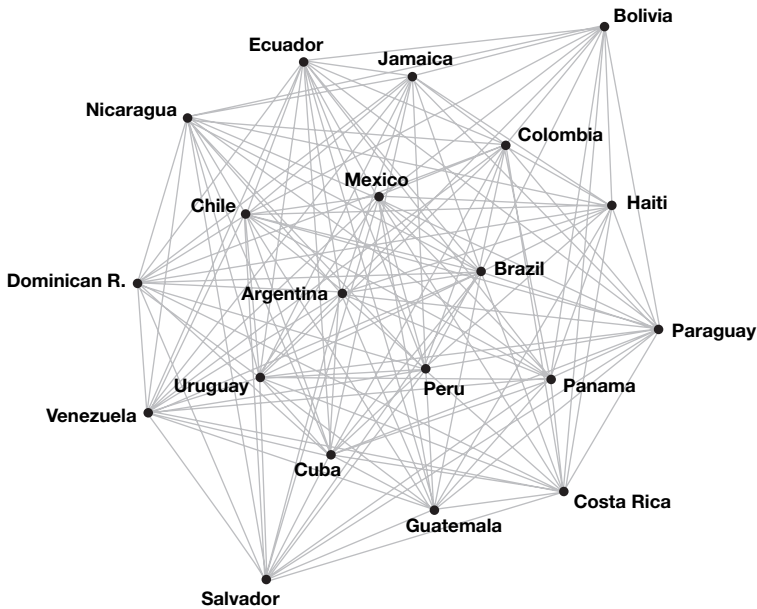 Bolivia
Ecuador
Jamaica
Nicaragua
Colombia
Mexico
Chile
Haiti
Brazil
Dominican R.
Argentina
Paraguay
Uruguay
Peru
Panama
Venezuela
Cuba
Costa Rica
Guatemala
Salvador